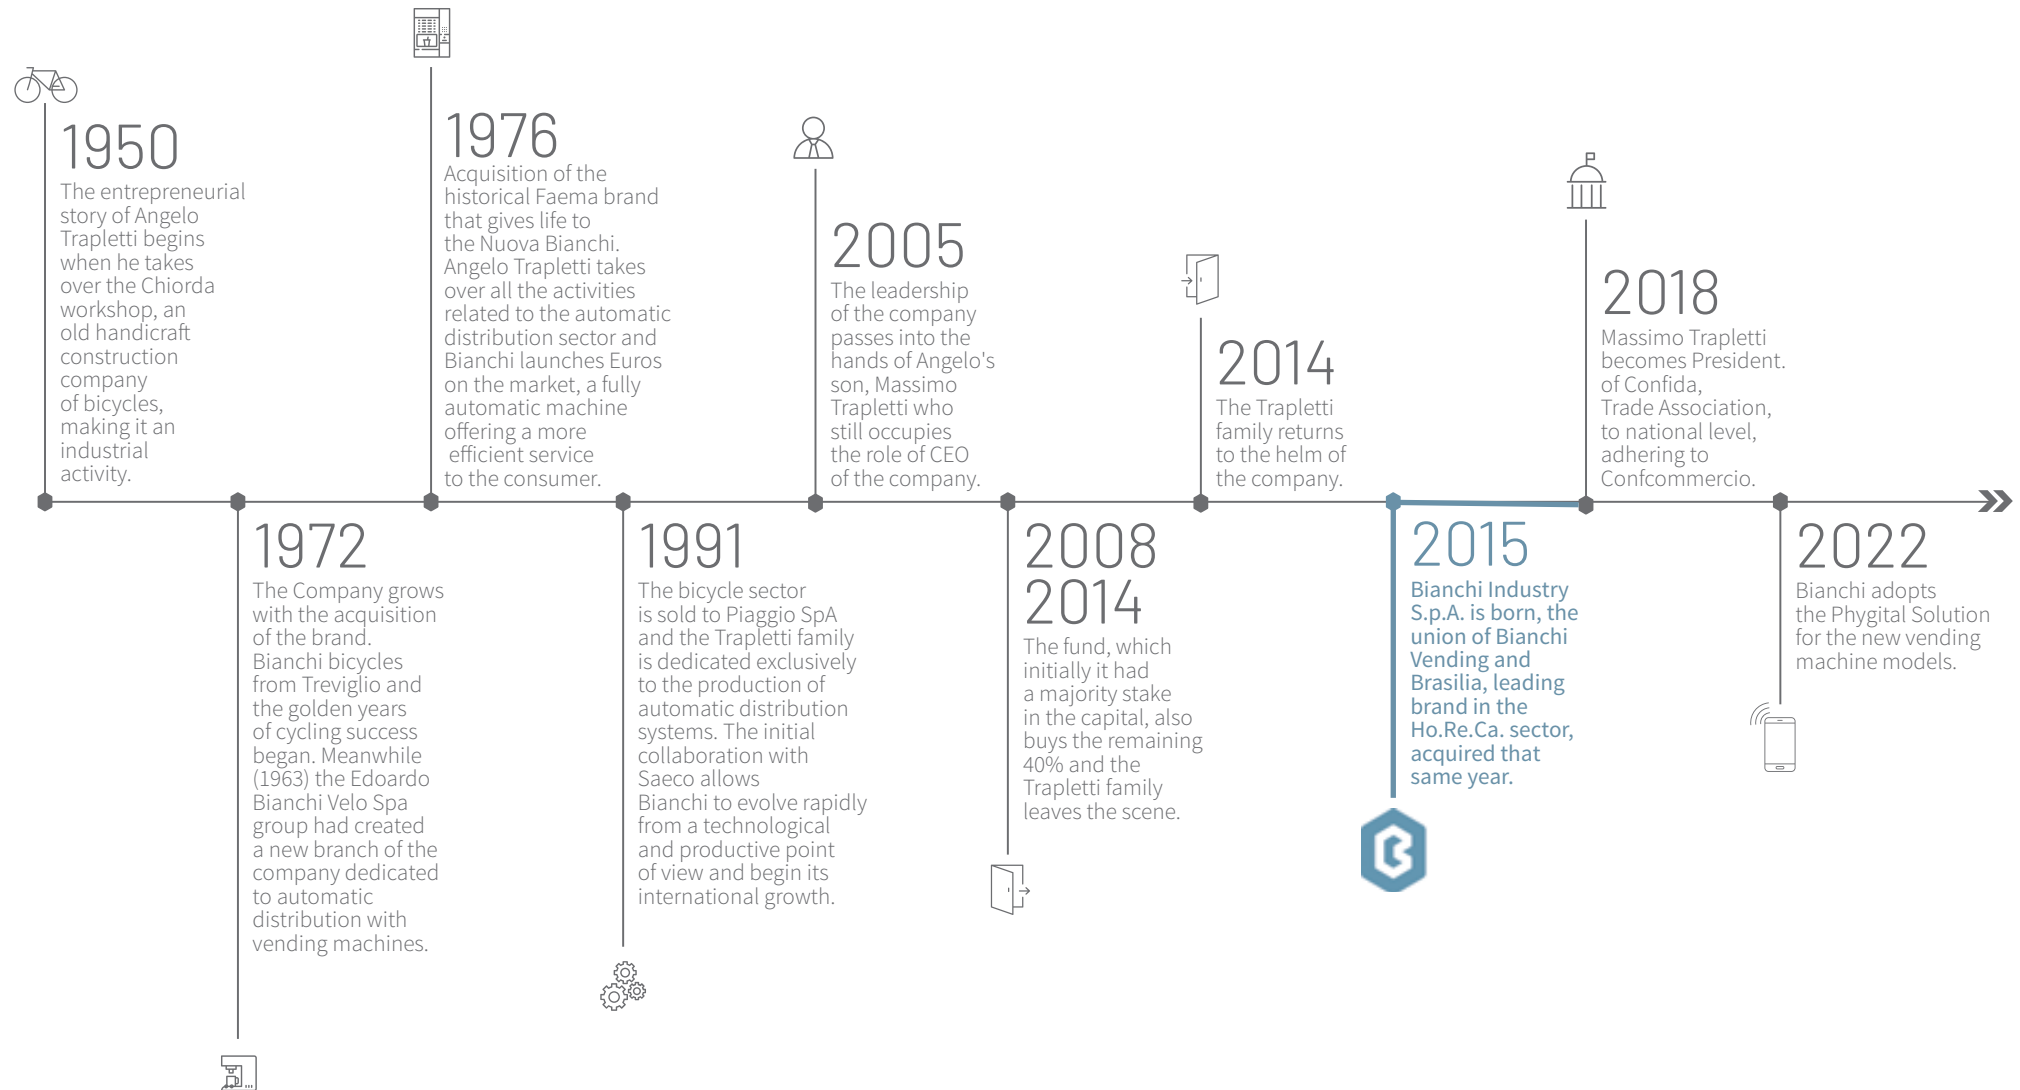 1950
The entrepreneurial
story of Angelo
Trapletti begins
when he takes
over the Chiorda
workshop, an
old handicraft
construction
company
of bicycles,
making it an
industrial
activity.
1972
The Company grows
with the acquisition
of the brand.
Bianchi bicycles
from Treviglio and
the golden years
of cycling success
began. Meanwhile
(1963) the Edoardo
Bianchi Velo Spa
group had created
a new branch of the
company dedicated
to automatic
distribution with
vending machines.
1976
Acquisition of the
historical Faema brand
that gives life to
the Nuova Bianchi.
Angelo Trapletti takes
over all the activities
related to the automatic
distribution sector and
Bianchi launches Euros
on the market, a fully
automatic machine
offering a more
efficient service
to the consumer.
1991
The bicycle sector
is sold to Piaggio SpA
and the Trapletti family
is dedicated exclusively
to the production of
automatic distribution
systems. The initial
collaboration with
Saeco allows
Bianchi to evolve rapidly
from a technological
and productive point
of view and begin its
international growth.
2005
The leadership
of the company
passes into the
hands of Angelo's
son, Massimo
Trapletti who
still occupies
the role of CEO
of the company.
2008
2014
The fund, which
initially it had
a majority stake
in the capital, also
buys the remaining
40% and the
Trapletti family
leaves the scene.
2014
The Trapletti
family returns
to the helm of
the company.
2015
Bianchi Industry
S.p.A. is born, the
union of Bianchi
Vending and
Brasilia, leading
brand in the
Ho.Re.Ca. sector,
acquired that
same year.
2018
Massimo Trapletti
becomes President.
of Confida,
Trade Association,
to national level,
adhering to
Confcommercio.
2022
Bianchi adopts
the Phygital Solution
for the new vending
machine models.